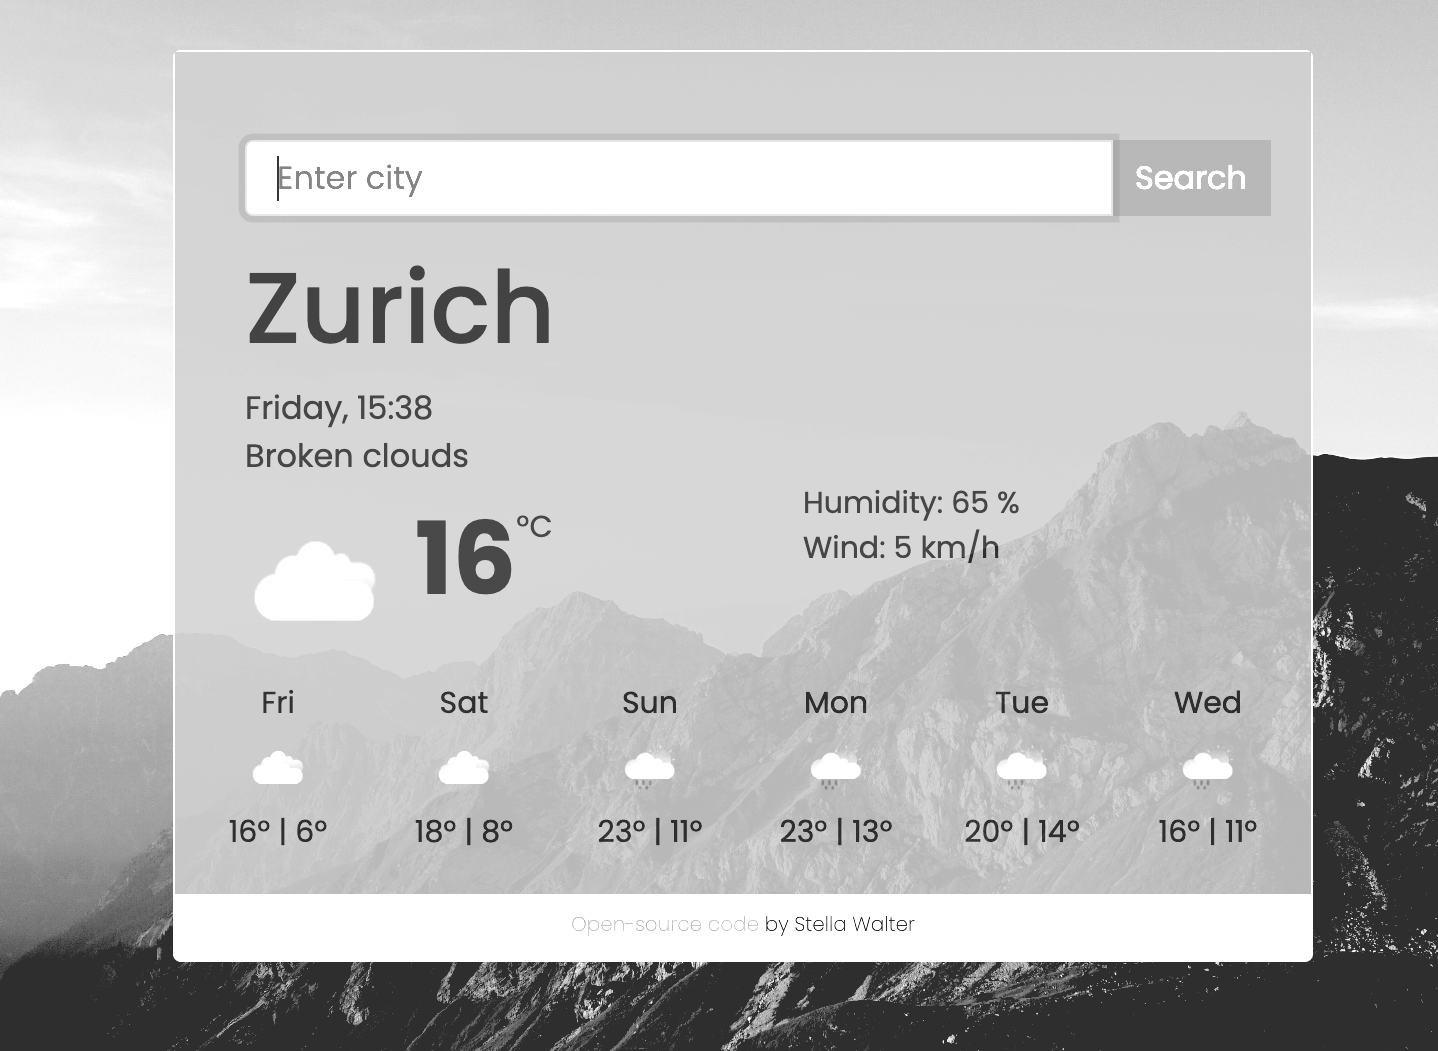 Enter city
Search
Zurich
Friday, 15:38
Broken clouds
16 °C
Humidity: 65 %
Wind: 5 km/h
Fri Sat Sun Mon Tue Wed
16° | 6° 18° | 8° 23° | 11° 23° | 13° 20° | 14° 16° | 11°
Open-source code by Stella Walter